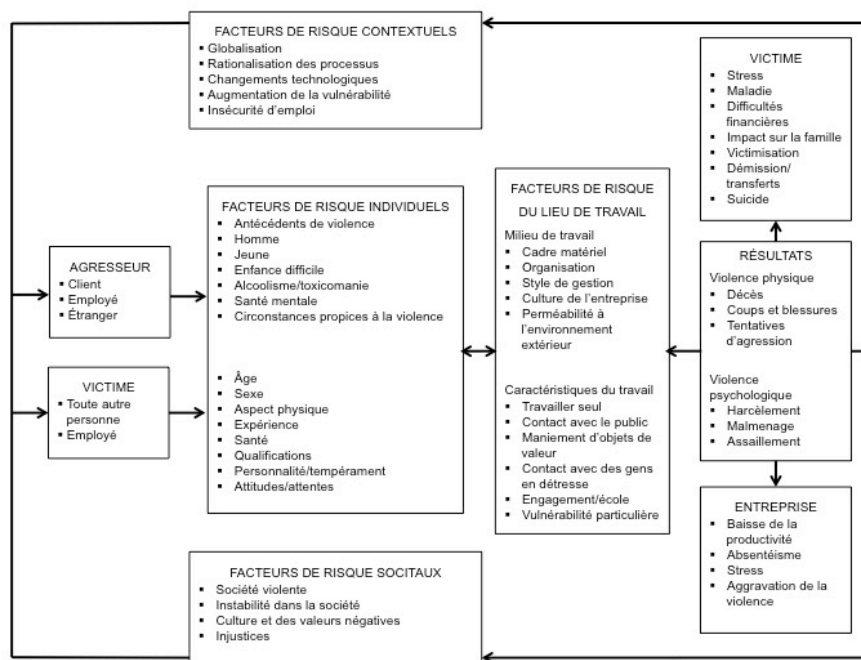 FACTEURS DE RISQUE CONTEXTUELS
▪ Globalisation
▪ Rationalisation des processus
▪ Changements technologiques
▪ Augmentation de la vulnérabilité
▪ Insécurité d'emploi
AGRESSEUR
▪ Client
▪ Employé
▪ Étranger
VICTIME
▪ Toute autre
personne
▪ Employé
FACTEURS DE RISQUE INDIVIDUELS
▪ Antécédents de violence
▪ Homme
▪ Jeune
▪ Enfance difficile
▪ Alcoolisme/toxicomanie
▪ Santé mentale
▪ Circonstances propices à la violence
▪ Âge
▪ Sexe
▪ Aspect physique
▪ Expérience
▪ Santé
▪ Qualifications
▪ Personnalité/tempérament
▪ Attitudes/attentes
FACTEURS DE RISQUE
DU LIEU DE TRAVAIL
Milieu de travail
▪ Cadre matériel
▪ Organisation
▪ Style de gestion
▪ Culture de l'entreprise
▪ Perméabilité à
l'environnement
extérieur
Caractéristiques du travail
▪ Travailler seul
▪ Contact avec le public
▪ Maniement d'objets de
valeur
▪ Contact avec des gens
en détresse
▪ Engagement/école
▪ Vulnérabilité particulière
VICTIME
▪ Stress
▪ Maladie
▪ Difficultés
financières
▪ Impact sur la famille
▪ Victimisation
▪ Démission/
transferts
▪ Suicide
RÉSULTATS
Violence physique
▪ Décès
▪ Coups et blessures
▪ Tentatives
d'agression
Violence
psychologique
▪ Harcèlement
▪ Malmenage
▪ Assaillement
ENTREPRISE
▪ Baisse de la
productivité
▪ Absentéisme
▪ Stress
▪ Aggravation de la
violence
FACTEURS DE RISQUE SOCITAUX
▪ Société violente
▪ Instabilité dans la société
▪ Culture et des valeurs négatives
▪ Injustices